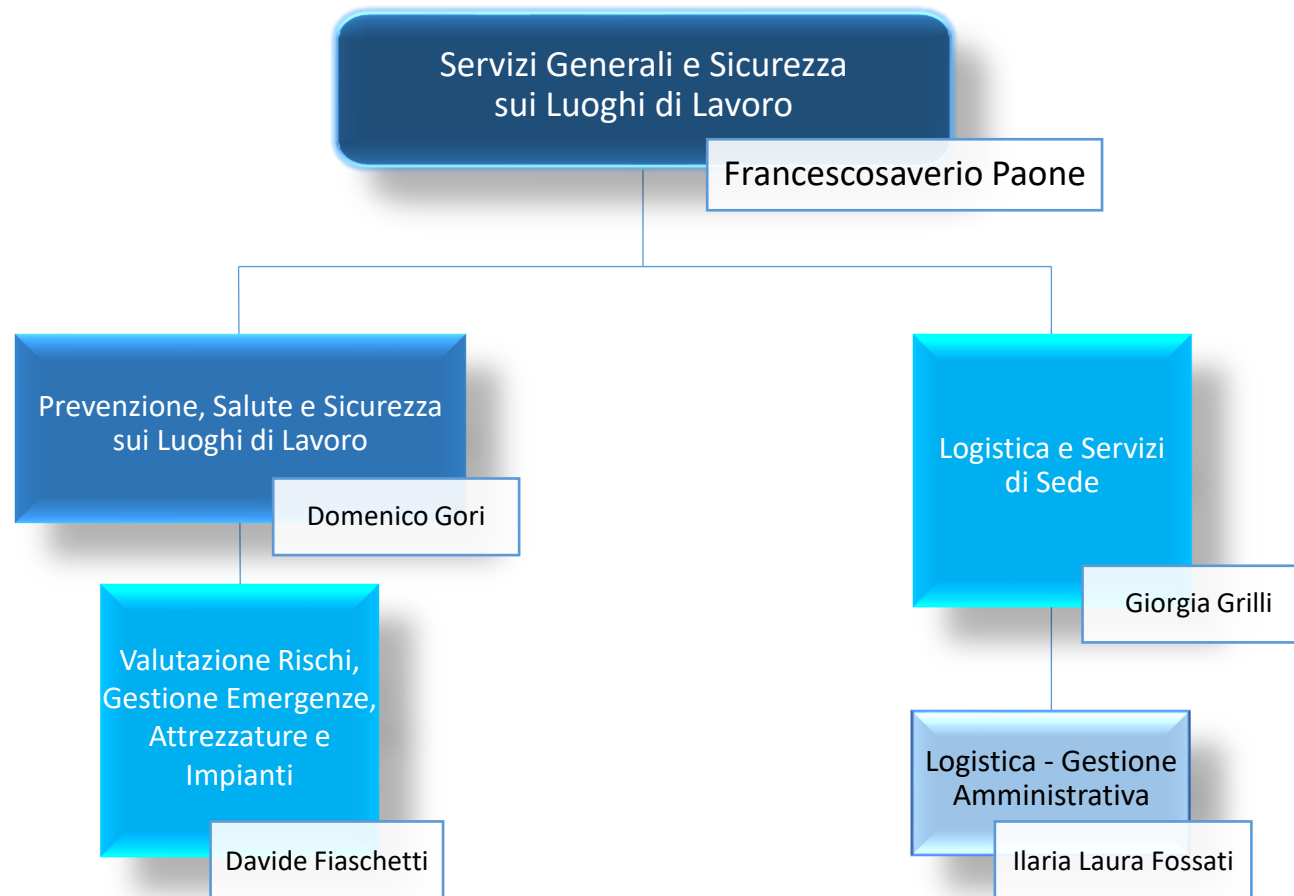 Servizi Generali e Sicurezza
sui Luoghi di Lavoro
Francescosaverio Paone
Prevenzione, Salute e Sicurezza
sui Luoghi di Lavoro
Domenico Gori
Logistica e Servizi
di Sede
Giorgia Grilli
Valutazione Rischi,
Gestione Emergenze,
Attrezzature e
Impianti
Davide Fiaschetti
Logistica - Gestione
Amministrativa
Ilaria Laura Fossati